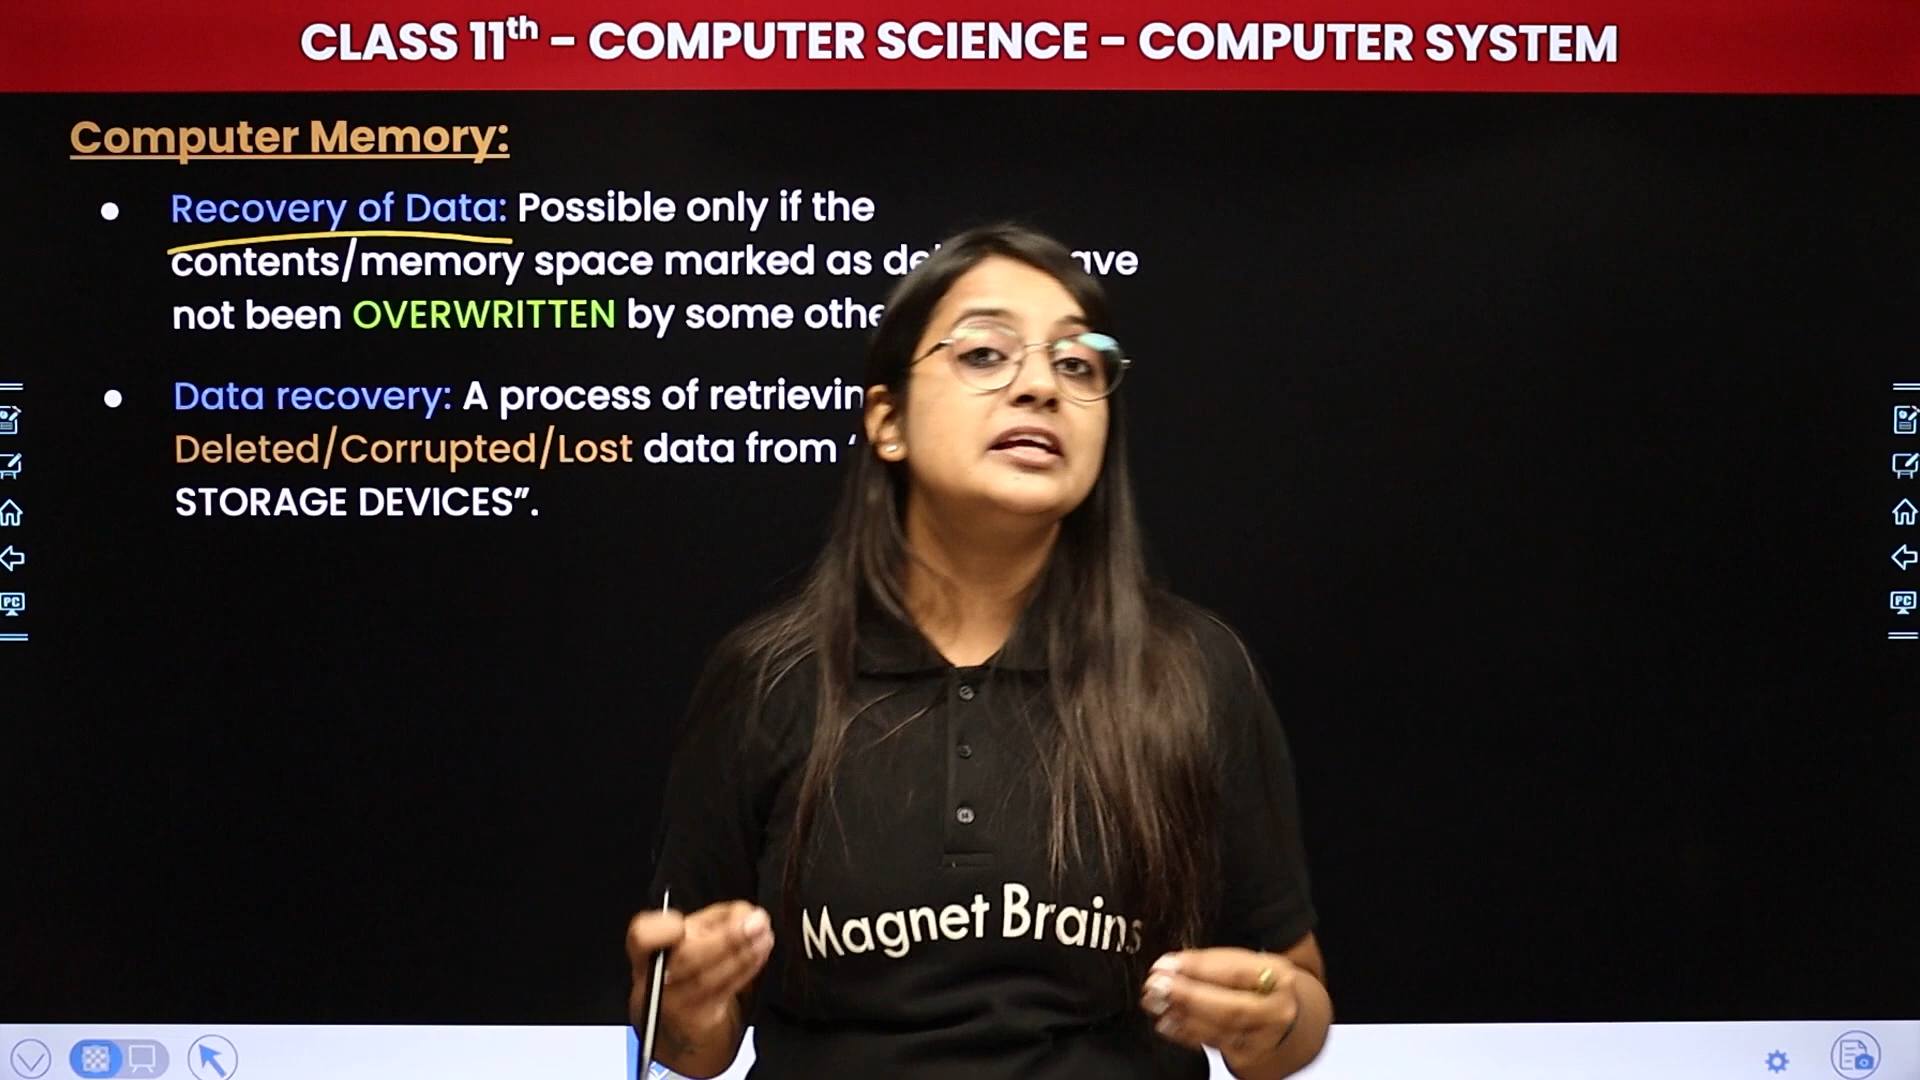 CLASS 11th - COMPUTER SCIENCE - COMPUTER SYSTEM
Computer Memory:
Recovery of Data: Possible only if the
contents/memory space marked as
not been OVERWRITTEN by some
Data recovery: A process of
Deleted/Corrupted/Lost data from ‘
STORAGE DEVICES”.
Magnet Brains
PC
PC